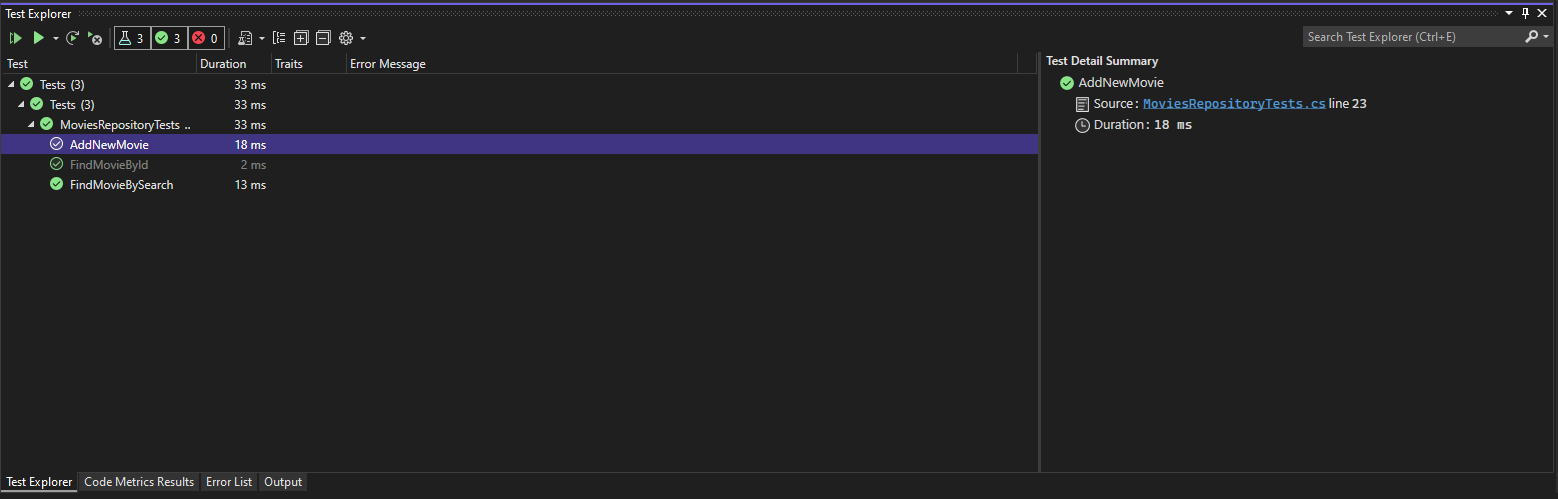 Test Explorer
3 3 0
Search Test Explorer (Ctrl+E)
Test Duration Traits Error Message
Tests (3) 33 ms
Tests (3) 33 ms
MoviesRepositoryTests .. 33 ms
AddNewMovie 18 ms
FindMovieById 2 ms
FindMovieBySearch 13 ms
Test Detail Summary
AddNewMovie
Source: MoviesRepositoryTests.cs line 23
Duration: 18 ms
Test Explorer Code Metrics Results Error List Output